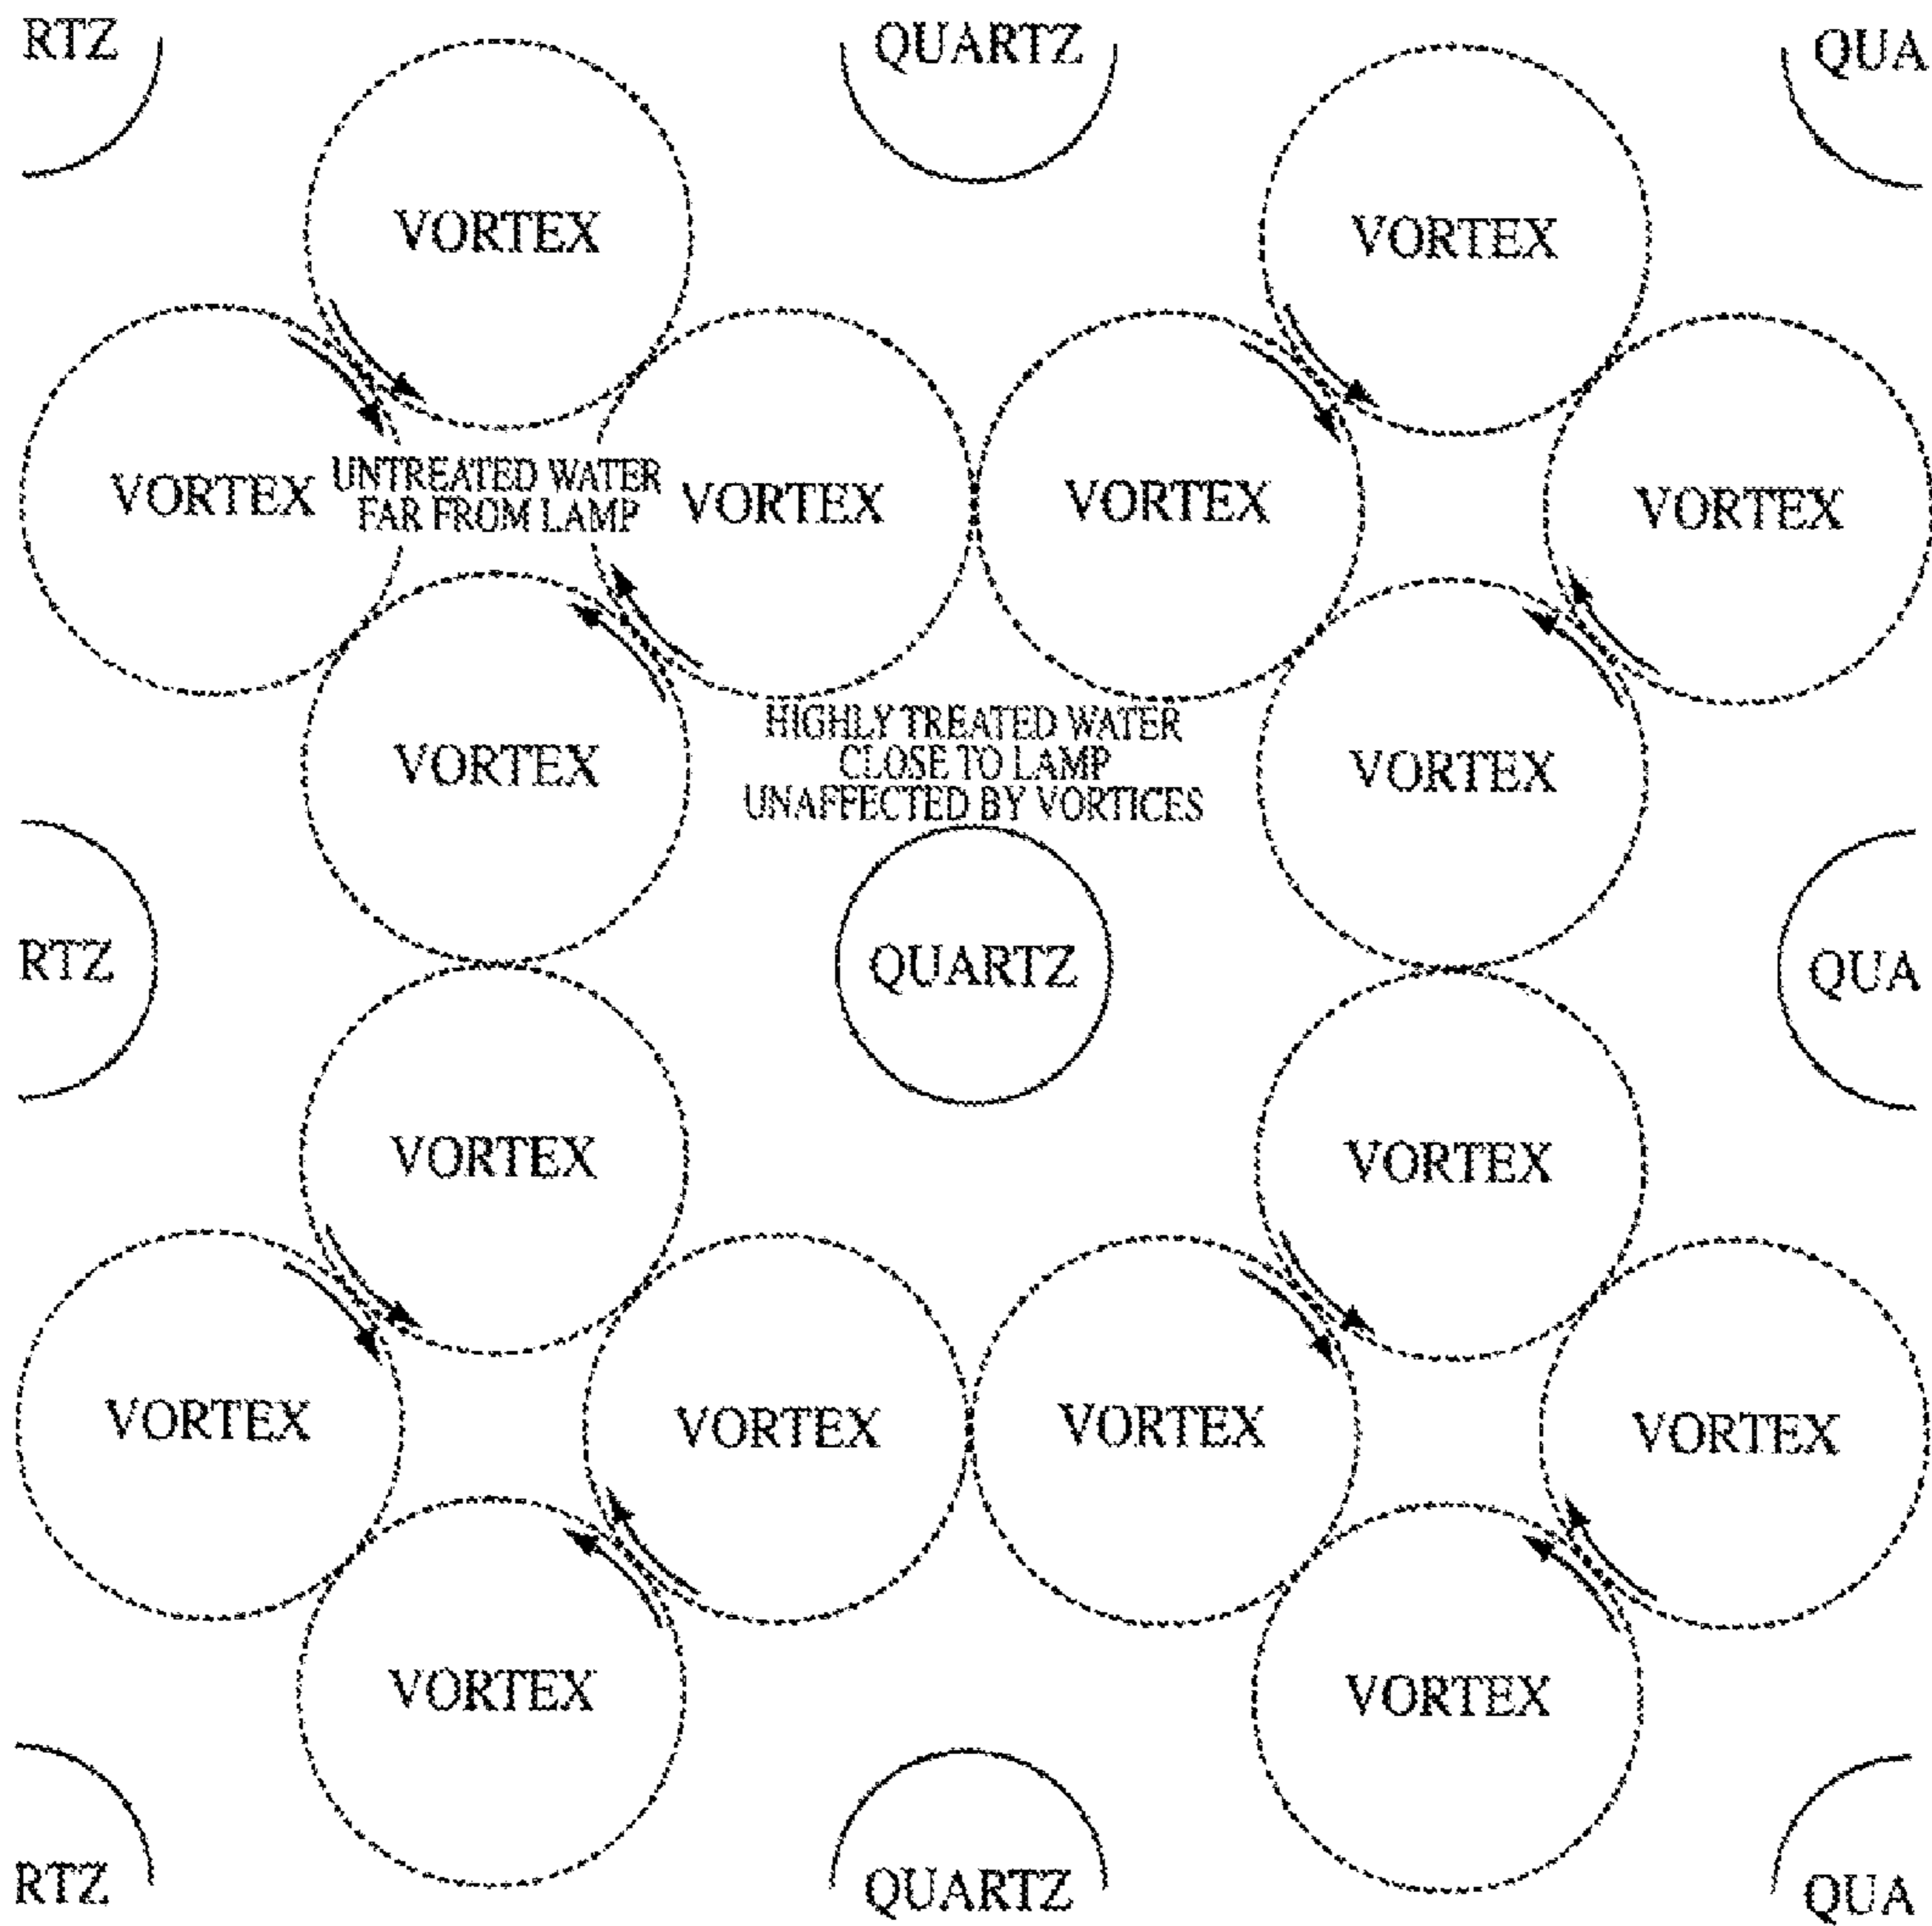 RTZ
QUARTZ
QUA
VORTEX
VORTEX
VORTEX
UNTREATED WATER
FAR FROM LAMP
VORTEX
VORTEX
VORTEX
HIGHLY TREATED WATER
CLOSE TO LAMP
UNAFFECTED BY VORTICES
VORTEX
VORTEX
RTZ
QUARTZ
QUA
VORTEX
VORTEX
VORTEX
VORTEX
VORTEX
VORTEX
VORTEX
VORTEX
RTZ
QUARTZ
QUA